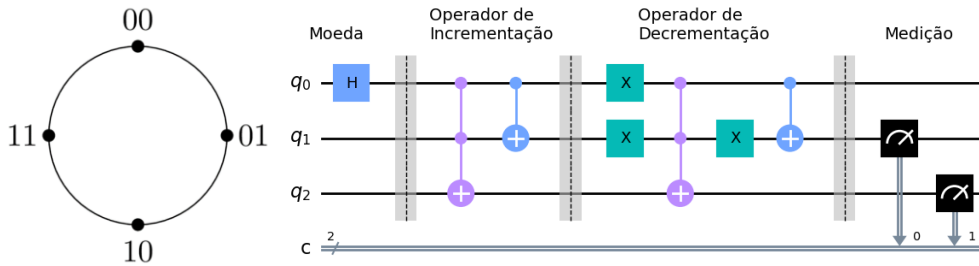 00
11
01
10
Moeda
Operador de
Incrementação
Operador de
Decrementação
Medição
q0
H
X
q1
X
X
q2
c
2
0
1